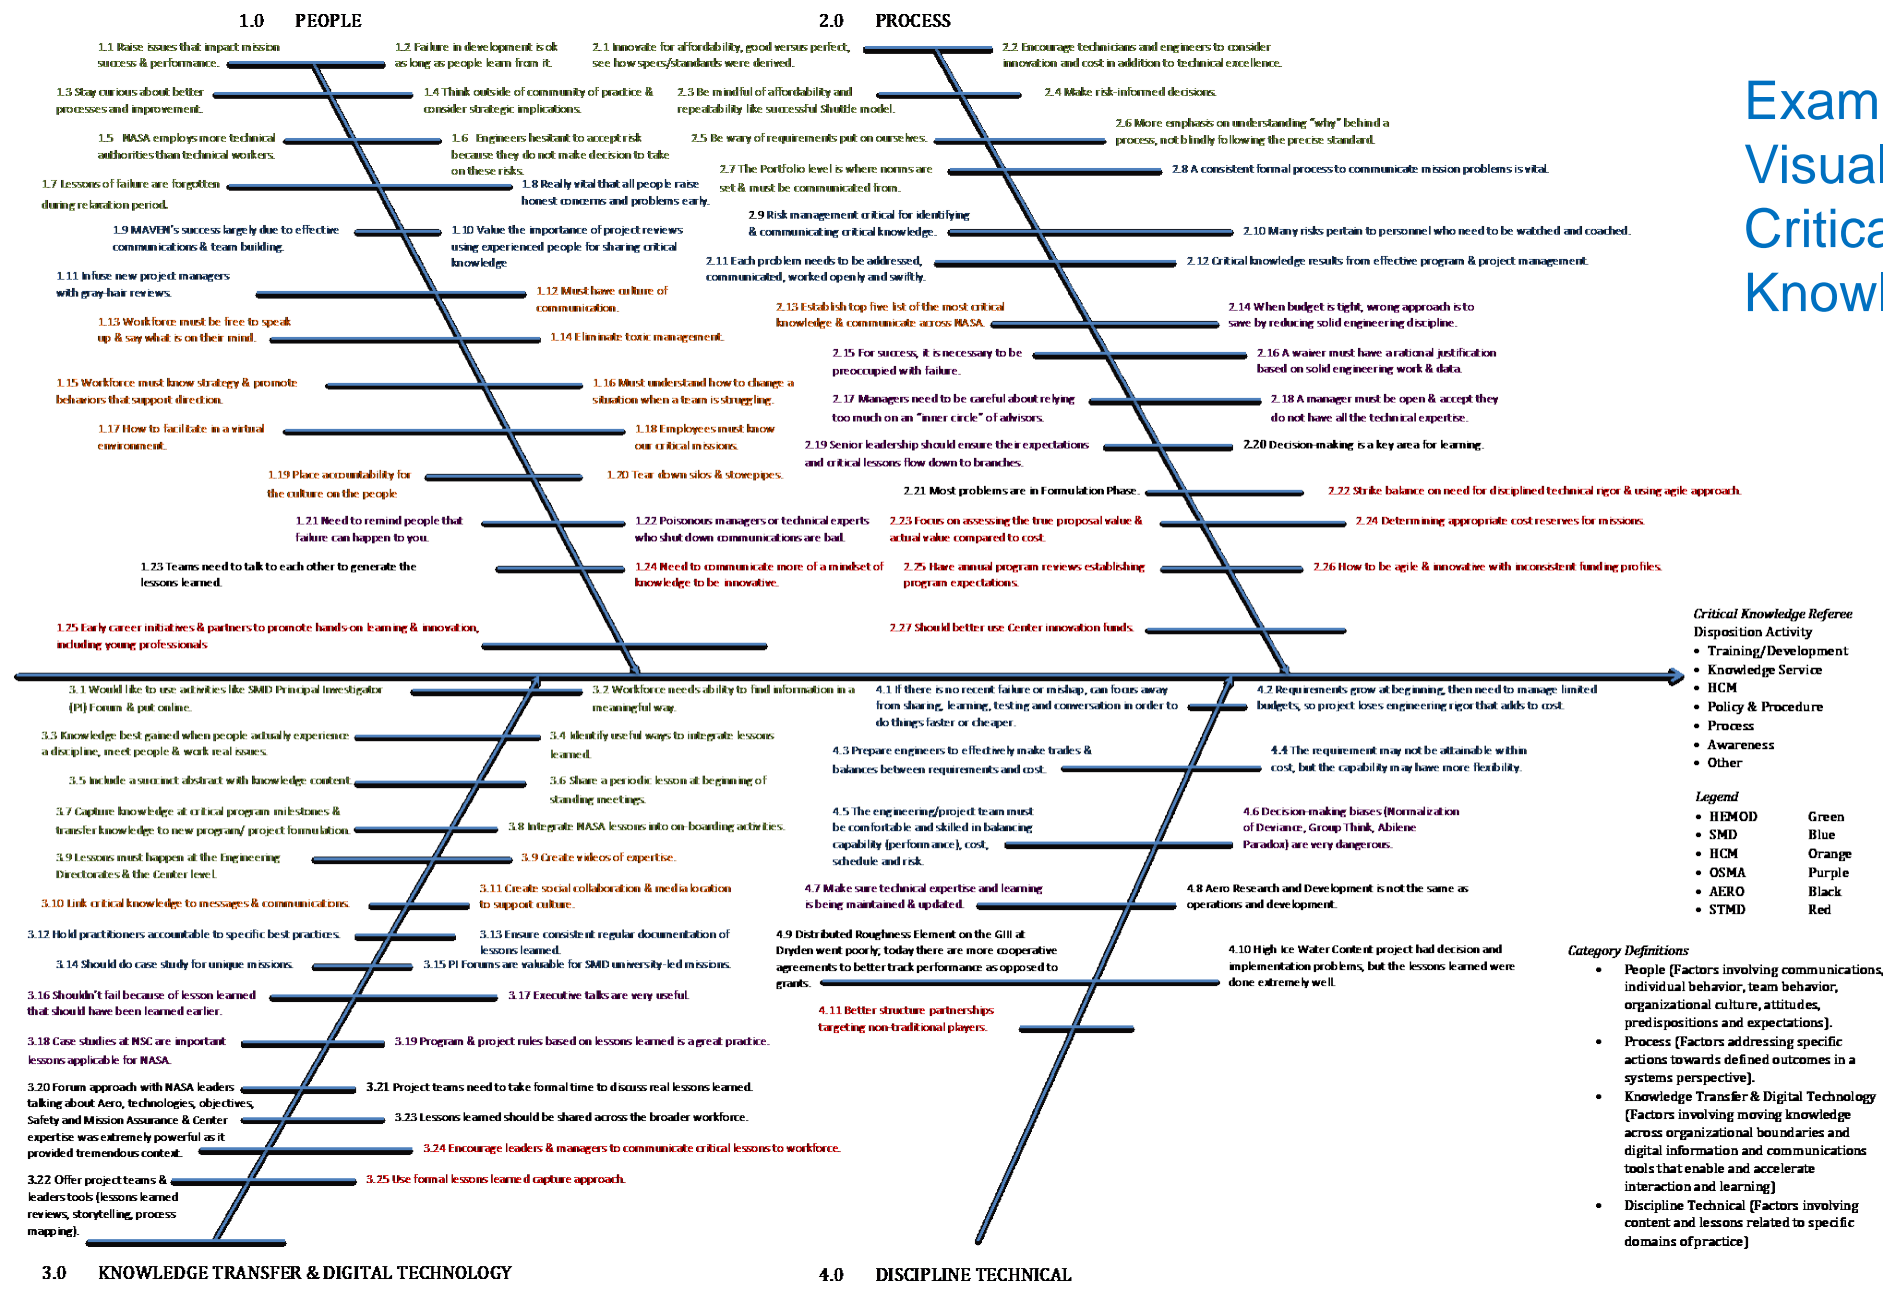 1.0 PEOPLE
2.0 PROCESS
1.1 Raise issues that impact mission
success & performance.
1.2 Failure in development is ok
as long as people learn from it.
1.3 Stay curious about better
processes and improvement.
1.4 Think outside of community of practice &
consider strategic implications.
1.5 NASA employs more technical
authorities than technical workers.
1.6 Engineers hesitant to accept risk
because they do not make decision to take
on these risks.
1.7 Lessons of failure are forgotten
during relaxation period.
1.8 Really vital that all people raise
honest concerns and problems early.
1.9 MAVEN's success largely due to effective
communications & team building.
1.10 Value the importance of project reviews
using experienced people for sharing critical
knowledge
1.11 Infuse new project managers
with gray-hair reviews.
1.12 Must have culture of
communication.
1.13 Workforce must be free to speak
up & say what is on their mind.
1.14 Eliminate toxic management.
1.15 Workforce must know strategy & promote
behaviors that support direction.
1.16 Must understand how to change a
situation when a team is struggling.
1.17 How to facilitate in a virtual
environment.
1.18 Employees must know
our critical missions.
1.19 Place accountability for
the culture on the people
1.20 Tear down silos & stovepipes.
1.21 Need to remind people that
failure can happen to you.
1.22 Poisonous managers or technical experts
who shut down communications are bad.
1.23 Teams need to talk to each other to generate the
lessons learned.
1.24 Need to communicate more of a mindset of
knowledge to be innovative.
1.25 Early career initiatives & partners to promote hands-on learning & innovation,
including young professionals
2.1 Innovate for affordability, good versus perfect,
see how specs/standards were derived.
2.2 Encourage technicians and engineers to consider
innovation and cost in addition to technical excellence.
2.3 Be mindful of affordability and
repeatability like successful Shuttle model.
2.4 Make risk-informed decisions.
2.5 Be wary of requirements put on ourselves.
2.6 More emphasis on understanding "why" behind a
process, not blindly following the precise standard.
2.7 The Portfolio level is where norms are
set & must be communicated from.
2.8 A consistent formal process to communicate mission problems is vital.
2.9 Risk management critical for identifying
& communicating critical knowledge.
2.10 Many risks pertain to personnel who need to be watched and coached.
2.11 Each problem needs to be addressed,
communicated, worked openly and swiftly.
2.12 Critical knowledge results from effective program & project management.
2.13 Establish top five list of the most critical
knowledge & communicate across NASA.
2.14 When budget is tight, wrong approach is to
save by reducing solid engineering discipline.
2.15 For success, it is necessary to be
preoccupied with failure.
2.16 A waiver must have a rational justification
based on solid engineering work & data.
2.17 Managers need to be careful about relying
too much on an "inner circle" of advisors.
2.18 A manager must be open & accept they
do not have all the technical expertise.
2.19 Senior leadership should ensure their expectations
and critical lessons flow down to branches.
2.20 Decision-making is a key area for learning.
2.21 Most problems are in Formulation Phase.
2.22 Strike balance on need for disciplined technical rigor & using agile approach.
2.23 Focus on assessing the true proposal value &
actual value compared to cost.
2.24 Determining appropriate cost reserves for missions.
2.25 Have annual program reviews establishing
program expectations.
2.26 How to be agile & innovative with inconsistent funding profiles.
2.27 Should better use Center innovation funds.
Exam
Visual
Critica
Knowl
3.1 Would like to use activities like SMD Principal Investigator
(PI) Forum & put online.
3.2 Workforce needs ability to find information in a
meaningful way.
3.3 Knowledge best gained when people actually experience
a discipline, meet people & work real issues.
3.4 Identify useful ways to integrate lessons
learned.
3.5 Include a succinct abstract with knowledge content.
3.6 Share a periodic lesson at beginning of
standing meetings.
3.7 Capture knowledge at critical program milestones &
transfer knowledge to new program/ project formulation.
3.8 Integrate NASA lessons into on-boarding activities.
3.9 Lessons must happen at the Engineering
Directorates & the Center level.
3.9 Create videos of expertise.
3.10 Link critical knowledge to messages & communications.
3.11 Create social collaboration & media location
to support culture.
3.12 Hold practitioners accountable to specific best practices.
3.13 Ensure consistent regular documentation of
lessons learned.
3.14 Should do case study for unique missions.
3.15 PI Forums are valuable for SMD university-led missions.
3.16 Shouldn't fail because of lesson learned
that should have been learned earlier.
3.17 Executive talks are very useful.
3.18 Case studies at NSC are important
lessons applicable for NASA.
3.19 Program & project rules based on lessons learned is a great practice.
3.20 Forum approach with NASA leaders
talking about Aero, technologies, objectives,
Safety and Mission Assurance & Center
expertise was extremely powerful as it
provided tremendous context.
3.21 Project teams need to take formal time to discuss real lessons learned.
3.23 Lessons learned should be shared across the broader workforce.
3.24 Encourage leaders & managers to communicate critical lessons to workforce.
3.22 Offer project teams &
leaders tools (lessons learned
reviews, storytelling, process
mapping).
3.25 Use formal lessons learned capture approach.
3.0 KNOWLEDGE TRANSFER & DIGITAL TECHNOLOGY
4.1 If there is no recent failure or mishap, can focus away
from sharing, learning, testing and conversation in order to
do things faster or cheaper.
4.2 Requirements grow at beginning, then need to manage limited
budgets, so project loses engineering rigor that adds to cost.
4.3 Prepare engineers to effectively make trades &
balances between requirements and cost.
4.4 The requirement may not be attainable within
cost, but the capability may have more flexibility.
4.5 The engineering/project team must
be comfortable and skilled in balancing
capability (performance), cost,
schedule and risk.
4.6 Decision-making biases (Normalization
of Deviance, Group Think, Abilene
Paradox) are very dangerous.
4.7 Make sure technical expertise and learning
is being maintained & updated.
4.8 Aero Research and Development is not the same as
operations and development.
4.9 Distributed Roughness Element on the GIII at
Dryden went poorly; today there are more cooperative
agreements to better track performance as opposed to
grants.
4.10 High Ice Water Content project had decision and
implementation problems, but the lessons learned were
done extremely well.
4.11 Better structure partnerships
targeting non-traditional players.
4.0 DISCIPLINE TECHNICAL
Critical Knowledge Referee
Disposition Activity
• Training/Development
• Knowledge Service
• HCM
• Policy & Procedure
• Process
• Awareness
• Other
Legend
• HEMOD Green
• SMD Blue
• HCM Orange
• OSMA Purple
• AERO Black
• STMD Red
Category Definitions
• People (Factors involving communications,
individual behavior, team behavior,
organizational culture, attitudes,
predispositions and expectations).
• Process (Factors addressing specific
actions towards defined outcomes in a
systems perspective).
• Knowledge Transfer & Digital Technology
(Factors involving moving knowledge
across organizational boundaries and
digital information and communications
tools that enable and accelerate
interaction and learning)
• Discipline Technical (Factors involving
content and lessons related to specific
domains of practice)